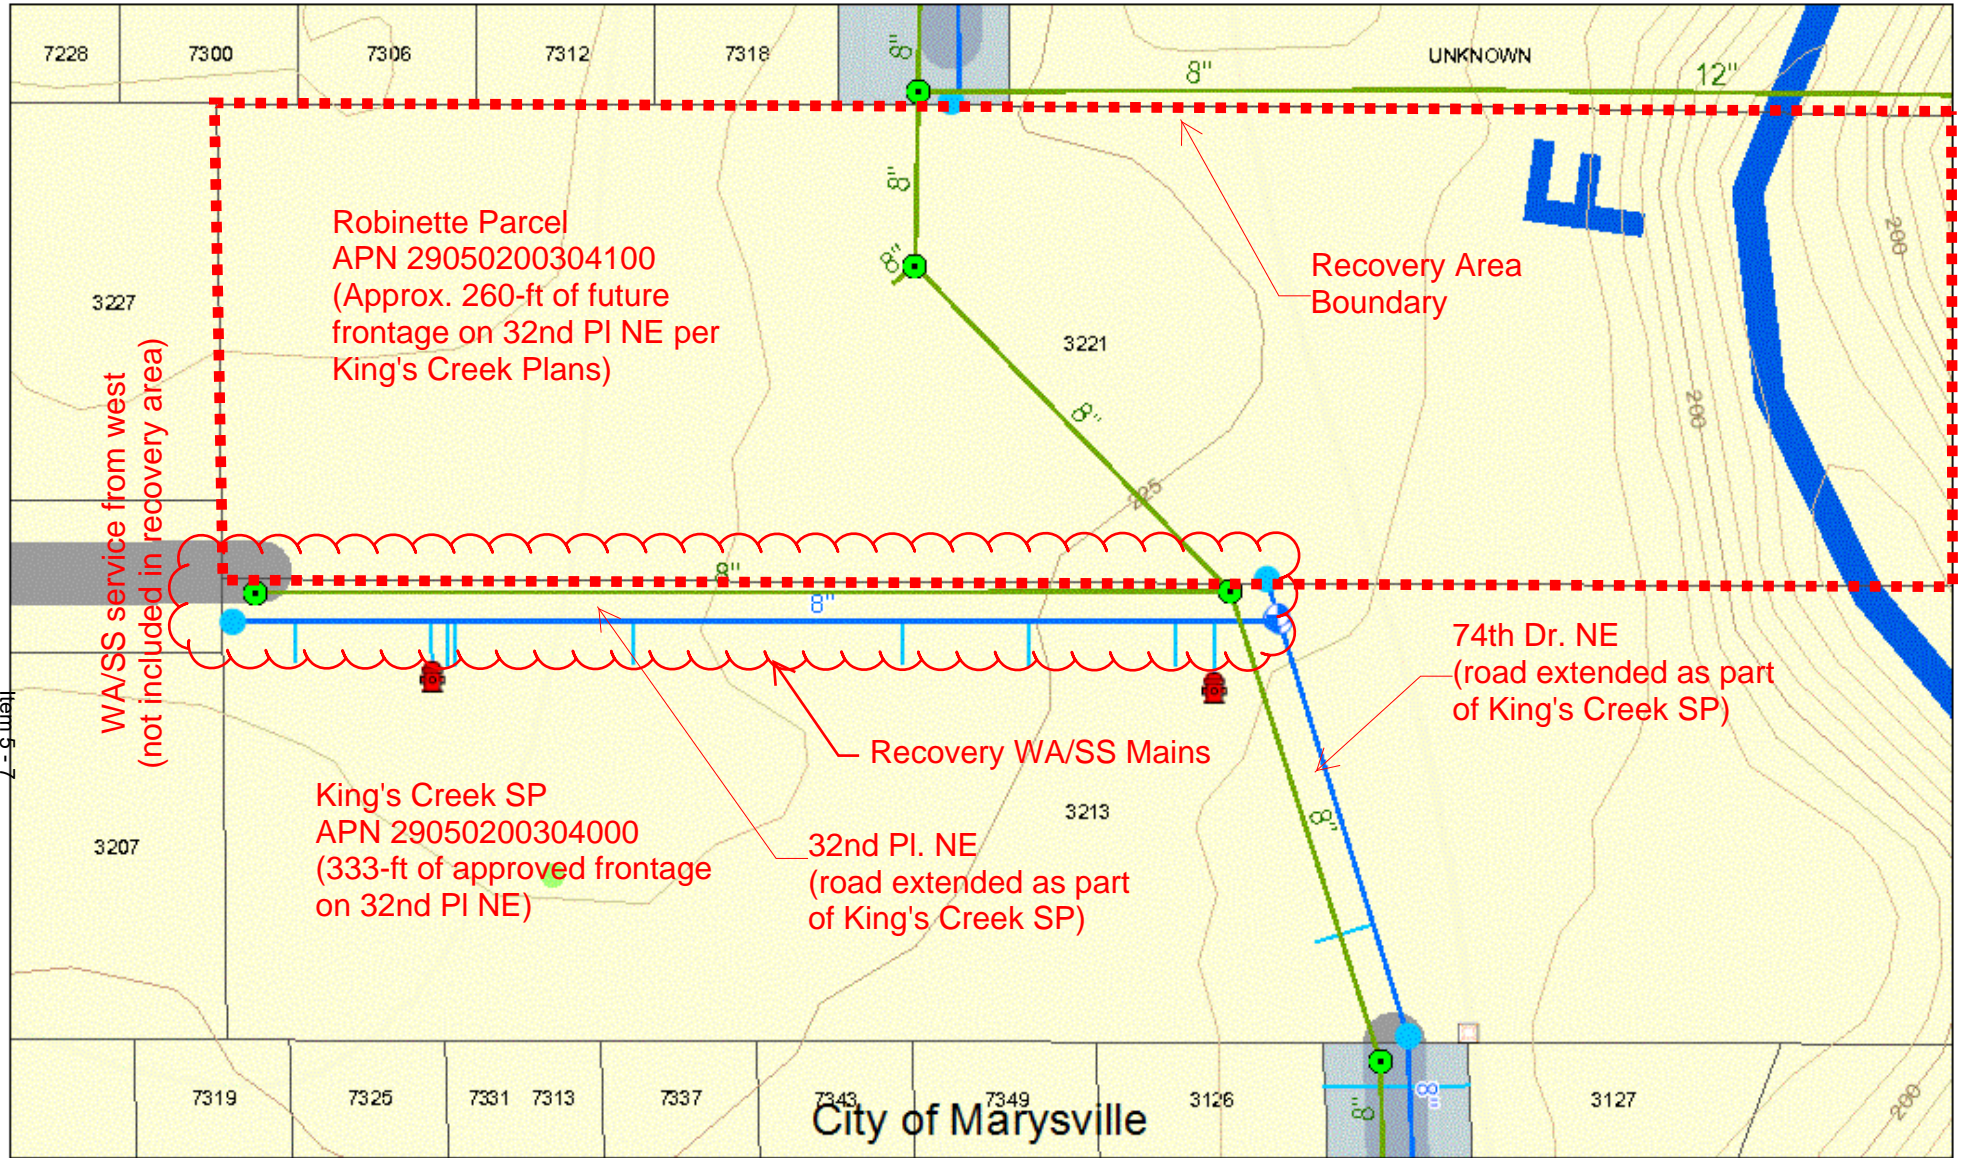 7228
7300
7306
7312
7318
8"
8"
UNKNOWN
12"
8"
8"
Robinette Parcel
APN 29050200304100
(Approx. 260-ft of future
frontage on 32nd Pl NE per
King's Creek Plans)
Recovery Area
Boundary
F
200
3227
3221
8"
200
225
WA/SS service from west
(not included in recovery area)
8"
8"
74th Dr. NE
(road extended as part
of King's Creek SP)
Item 5 - 7
Recovery WA/SS Mains
King's Creek SP
APN 29050200304000
(333-ft of approved frontage
on 32nd Pl NE)
3213
8"
32nd Pl. NE
(road extended as part
of King's Creek SP)
3207
7319
7325
7331
7313
7337
7343
7349
3126
8"
8"
3127
200
City of Marysville